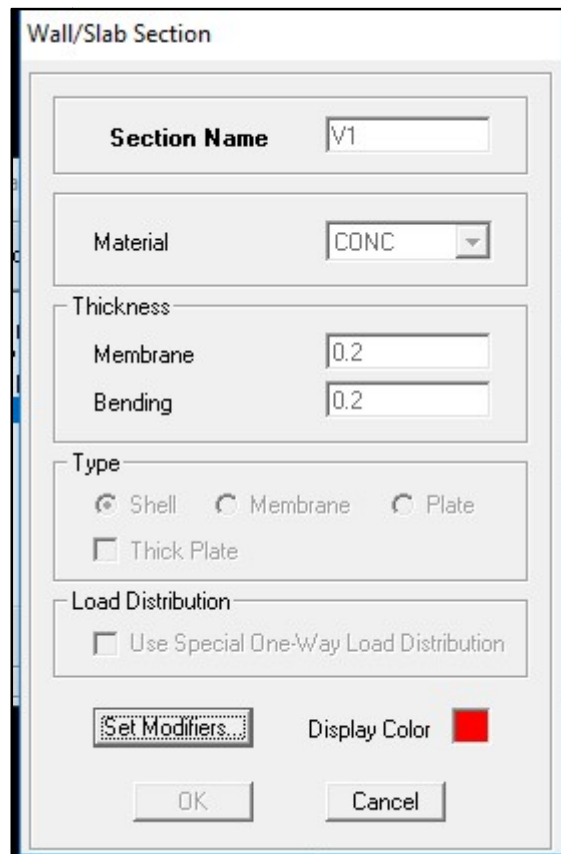 Wall/Slab Section
Section Name V1
Material CONC
Thickness
Membrane 0.2
Bending 0.2
Type
Shell Membrane Plate
Thick Plate
Load Distribution
Use Special One-Way Load Distribution
Set Modifiers... Display Color
OK Cancel